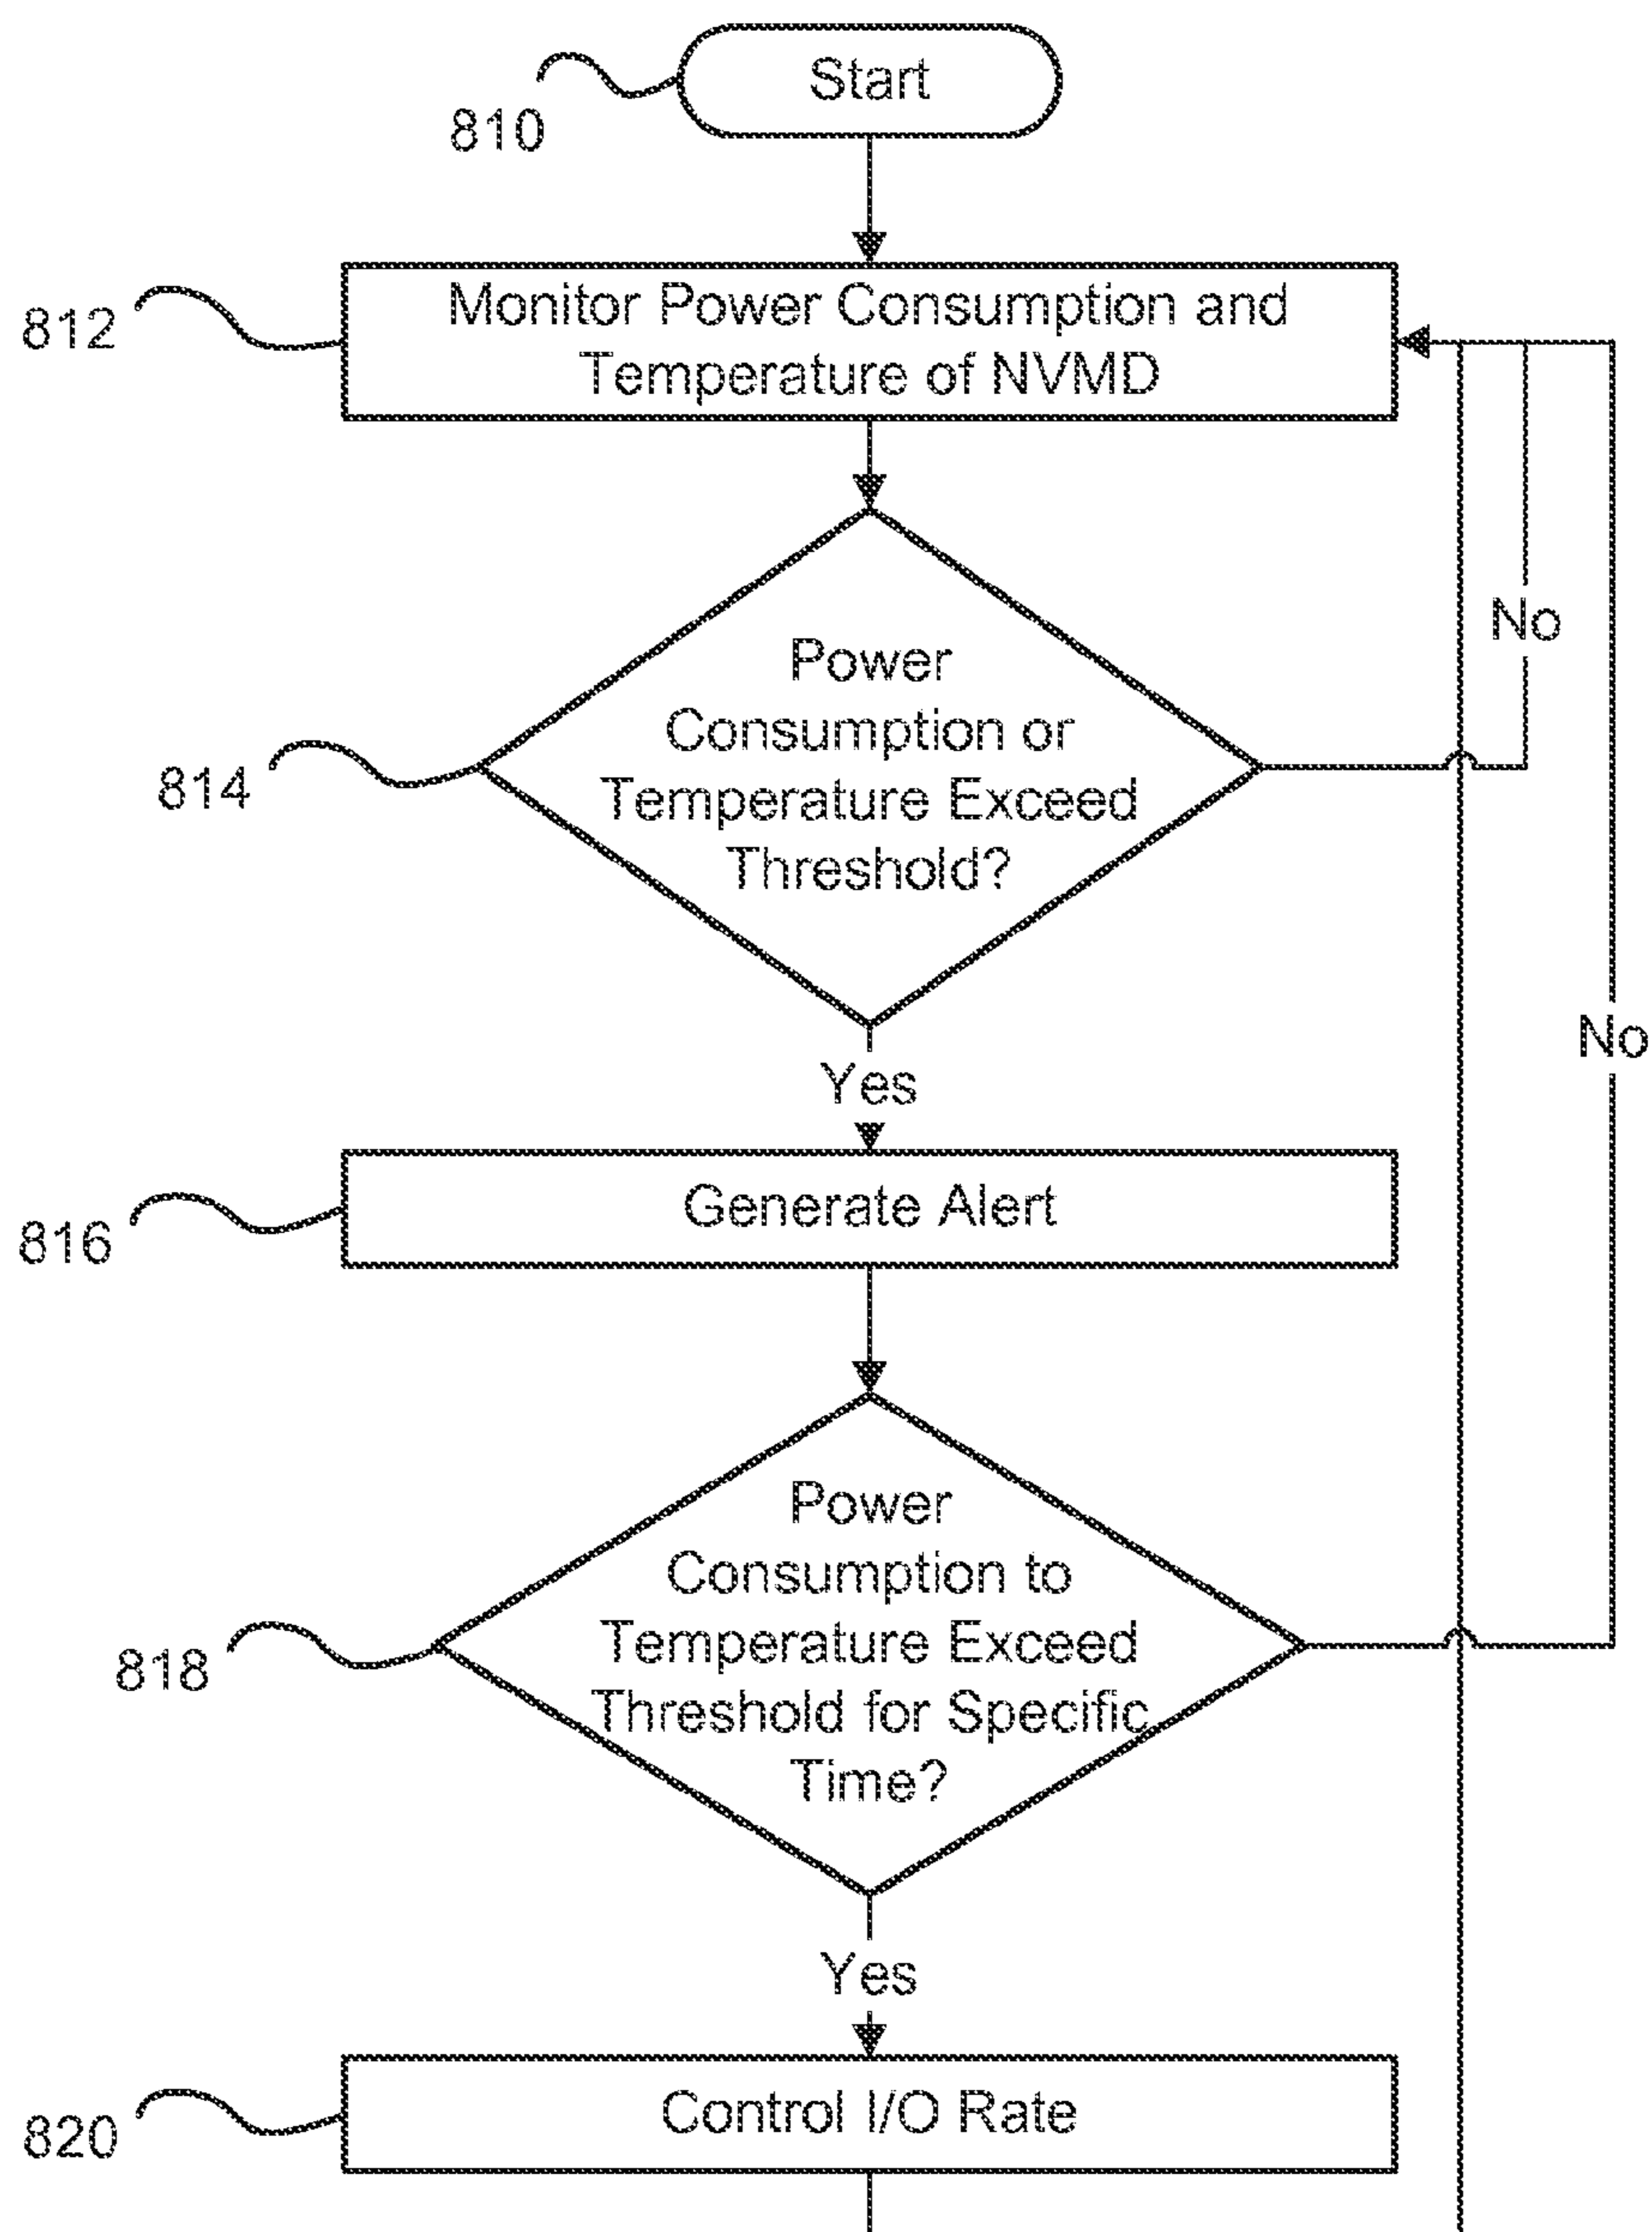 Start
810
Monitor Power Consumption and
Temperature of NVMD
812
No
Power
Consumption or
Temperature Exceed
Threshold?
814
No
Yes
Generate Alert
816
Power
Consumption to
Temperature Exceed
Threshold for Specific
Time?
818
Yes
Control I/O Rate
820